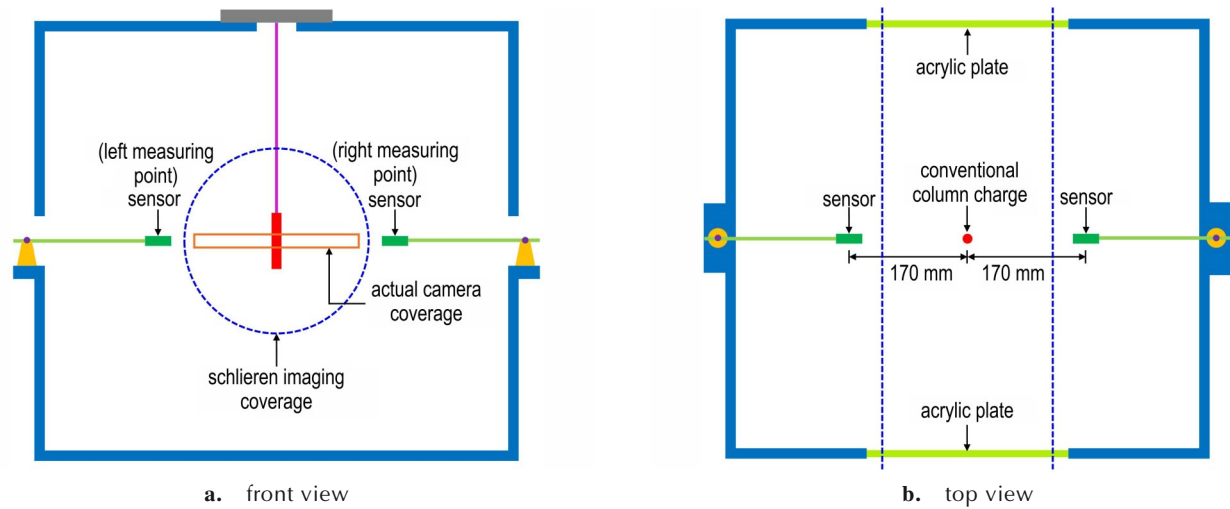 (left measuring
point)
sensor
(right measuring
point)
sensor
actual camera
coverage
schlieren imaging
coverage
a. front view
acrylic plate
sensor
conventional
column charge
sensor
170 mm
170 mm
acrylic plate
b. top view